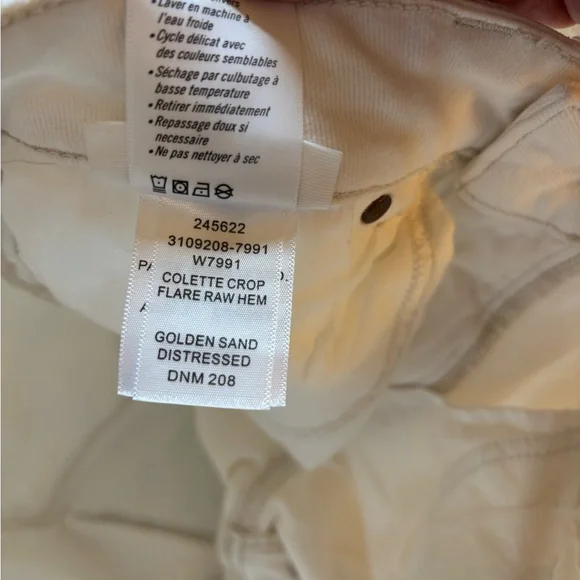 •Laver en machine à
l'eau froide
•Cycle délicat avec
des couleurs semblables
•Séchage par culbutage à
basse temperature
•Retirer immédiatement
•Repassage doux si
necessaire
•Ne pas nettoyer à sec
245622
3109208-7991
W7991
COLETTE CROP
FLARE RAW HEM
GOLDEN SAND
DISTRESSED
DNM 208